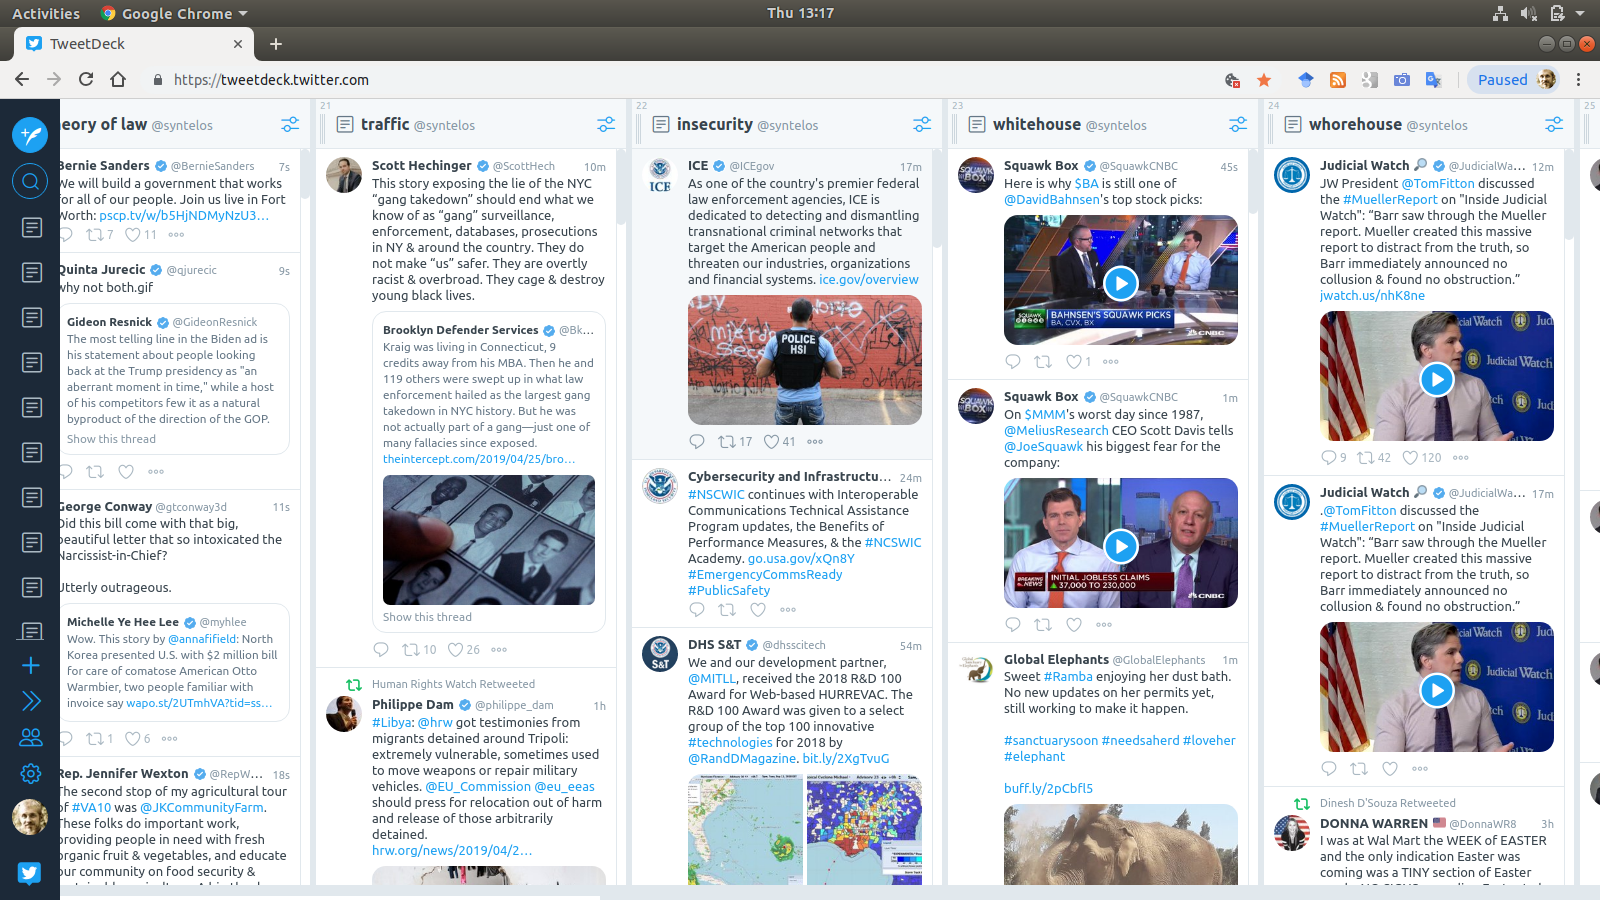 Activities
Google Chrome
Thu 13:17
TweetDeck
https://tweetdeck.twitter.com
Paused
eory of law @syntelos
Bernie Sanders @BernieSanders 7s
We will build a government that works
for all of our people. Join us live in Fort
Worth: pscp.tv/w/b5HjNDMyNzU3…
7 11
Quinta Jurecic @qjurecic 9s
why not both.gif
Gideon Resnick @GideonResnick
The most telling line in the Biden ad is
his statement about people looking
back at the Trump presidency as "an
aberrant moment in time," while a host
of his competitors few it as a natural
byproduct of the direction of the GOP.
Show this thread
George Conway @gtconway3d 11s
Did this bill come with that big,
beautiful letter that so intoxicated the
Narcissist-in-Chief?
Utterly outrageous.
Michelle Ye Hee Lee @myhlee
Wow. This story by @annafifield: North
Korea presented U.S. with $2 million bill
for care of comatose American Otto
Warmbier, two people familiar with
invoice say wapo.st/2UTmhVA?tid=ss…
1 6
Rep. Jennifer Wexton @RepW… 18s
The second stop of my agricultural tour
of #VA10 was @JKCommunityFarm.
These folks do important work,
providing people in need with fresh
organic fruit & vegetables, and educate
our community on food security &
21
traffic @syntelos
Scott Hechinger @ScottHech 10m
This story exposing the lie of the NYC
“gang takedown” should end what we
know of as “gang” surveillance,
enforcement, databases, prosecutions
in NY & around the country. They do
not make “us” safer. They are overtly
racist & overbroad. They cage & destroy
young black lives.
Brooklyn Defender Services @Bk…
Kraig was living in Connecticut, 9
credits away from his MBA. Then he and
119 others were swept up in what law
enforcement hailed as the largest gang
takedown in NYC history. But he was
not actually part of a gang—just one of
many fallacies since exposed.
theintercept.com/2019/04/25/bro…
Show this thread
10 26
Human Rights Watch Retweeted
Philippe Dam @philippe_dam 1h
#Libya: @hrw got testimonies from
migrants detained around Tripoli:
extremely vulnerable, sometimes used
to move weapons or repair military
vehicles. @EU_Commission @eu_eeas
should press for relocation out of harm
and release of those arbitrarily
detained.
hrw.org/news/2019/04/2…
22
insecurity @syntelos
ICE
ICE @ICEgov 17m
As one of the country's premier federal
law enforcement agencies, ICE is
dedicated to detecting and dismantling
transnational criminal networks that
target the American people and
threaten our industries, organizations
and financial systems. ice.gov/overview
POLICE
HSI
17 41
Cybersecurity and Infrastructu… 24m
#NSCWIC continues with Interoperable
Communications Technical Assistance
Program updates, the Benefits of
Performance Measures, & the #NCSWIC
Academy. go.usa.gov/xQn8Y
#EmergencyCommsReady
#PublicSafety
S&T
DHS S&T @dhsscitech 54m
We and our development partner,
@MITLL, received the 2018 R&D 100
Award for Web-based HURREVAC. The
R&D 100 Award was given to a select
group of the top 100 innovative
#technologies for 2018 by
@RandDMagazine. bit.ly/2XgTvuG
23
whitehouse @syntelos
SQUAWK BOX
Squawk Box @SquawkCNBC 45s
Here is why $BA is still one of
@DavidBahnsen's top stock picks:
SQUAWK
BAHNSEN'S SQUAWK PICKS
BA, CVX, BX
CNBC
1
SQUAWK BOX
Squawk Box @SquawkCNBC 1m
On $MMM's worst day since 1987,
@MeliusResearch CEO Scott Davis tells
@JoeSquawk his biggest fear for the
company:
BREAKING NEWS
INITIAL JOBLESS CLAIMS
37,000 TO 230,000
CNBC
Global Elephants @GlobalElephants 1m
Sweet #Ramba enjoying her dust bath.
No new updates on her permits yet,
still working to make it happen.
#sanctuarysoon #needsaherd #loveher
#elephant
buff.ly/2pCbfl5
24
whorehouse @syntelos
Judicial Watch @JudicialWa… 12m
JW President @TomFitton discussed
the #MuellerReport on "Inside Judicial
Watch": “Barr saw through the Mueller
report. Mueller created this massive
report to distract from the truth, so
Barr immediately announced no
collusion & found no obstruction.”
jwatch.us/nhK8ne
cial Watch Jud
9 42 120
Judicial Watch @JudicialWa… 17m
.@TomFitton discussed the
#MuellerReport on "Inside Judicial
Watch": “Barr saw through the Mueller
report. Mueller created this massive
report to distract from the truth, so
Barr immediately announced no
collusion & found no obstruction.”
cial Watch Jud
Dinesh D'Souza Retweeted
DONNA WARREN @DonnaWR8 3h
I was at Wal Mart the WEEK of EASTER
and the only indication Easter was
coming was a TINY section of Easter
25